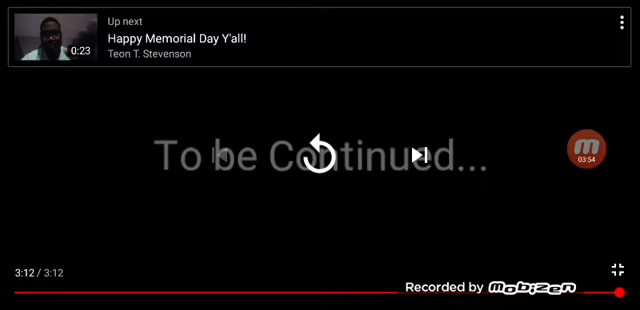 Up next
Happy Memorial Day Y'all!
0:23
Teon T. Stevenson
To be Continued...
03:54
3:12 / 3:12
Recorded by Mobizen